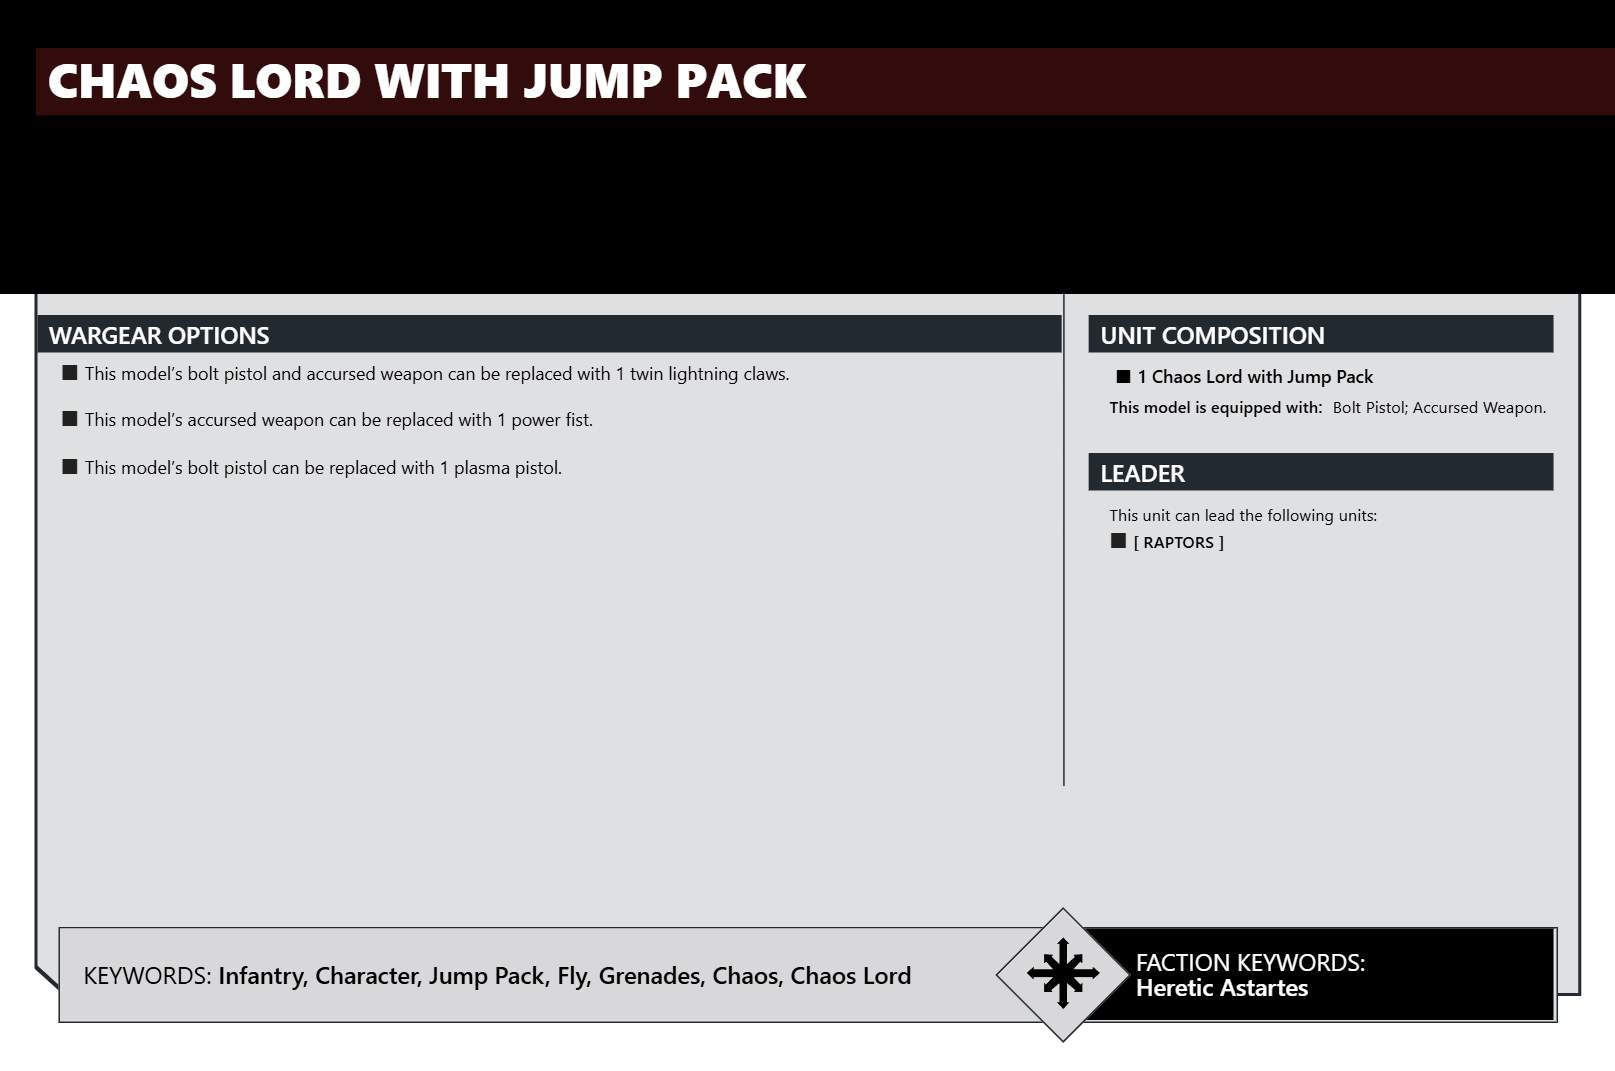 CHAOS LORD WITH JUMP PACK
WARGEAR OPTIONS
■ This model’s bolt pistol and accursed weapon can be replaced with 1 twin lightning claws.
■ This model’s accursed weapon can be replaced with 1 power fist.
■ This model’s bolt pistol can be replaced with 1 plasma pistol.
UNIT COMPOSITION
■ 1 Chaos Lord with Jump Pack
This model is equipped with: Bolt Pistol; Accursed Weapon.
LEADER
This unit can lead the following units:
■ [ RAPTORS ]
KEYWORDS: Infantry, Character, Jump Pack, Fly, Grenades, Chaos, Chaos Lord
FACTION KEYWORDS:
Heretic Astartes